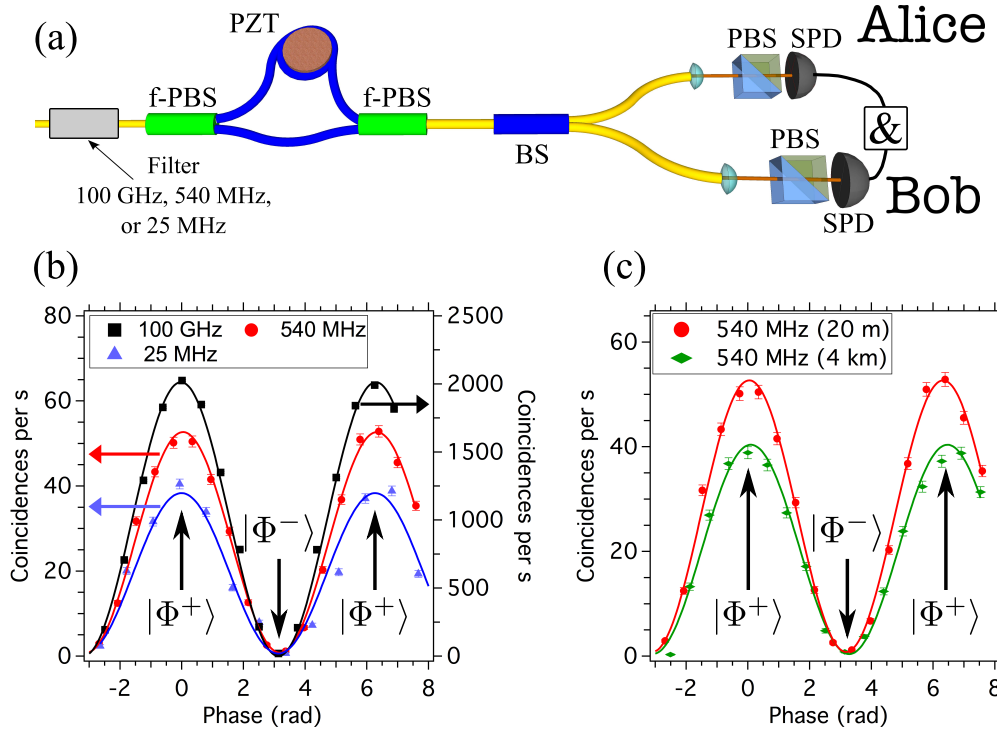 (a)
PZT
f-PBS
f-PBS
Filter
100 GHz, 540 MHz,
or 25 MHz
BS
PBS
SPD
Alice
&
PBS
SPD
Bob
(b)
100 GHz
540 MHz
25 MHz
Coincidences per s
80
60
40
20
0
2500
2000
1500
1000
500
0
Coincidences per s
|Φ⁻⟩
|Φ⁺⟩
|Φ⁺⟩
-2
0
2
4
6
8
Phase (rad)
(c)
540 MHz (20 m)
540 MHz (4 km)
Coincidences per s
60
40
20
0
|Φ⁻⟩
|Φ⁺⟩
|Φ⁺⟩
-2
0
2
4
6
8
Phase (rad)